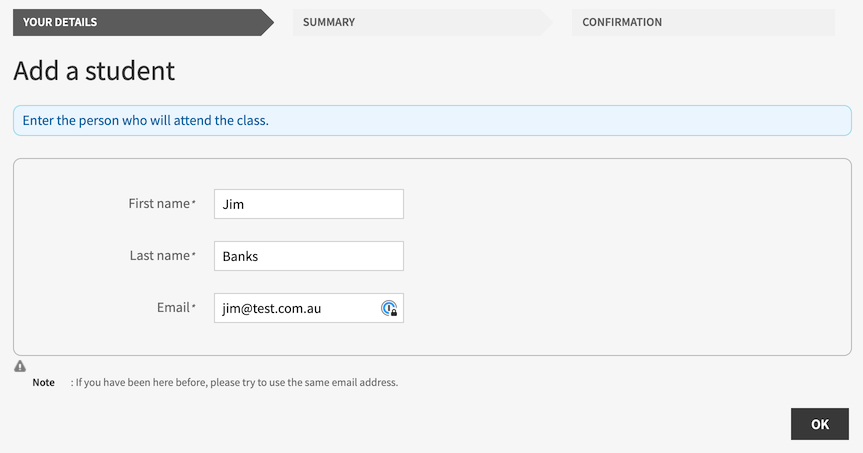 YOUR DETAILS SUMMARY CONFIRMATION
Add a student
Enter the person who will attend the class.
First name* Jim
Last name* Banks
Email* jim@test.com.au
Note : If you have been here before, please try to use the same email address.
OK